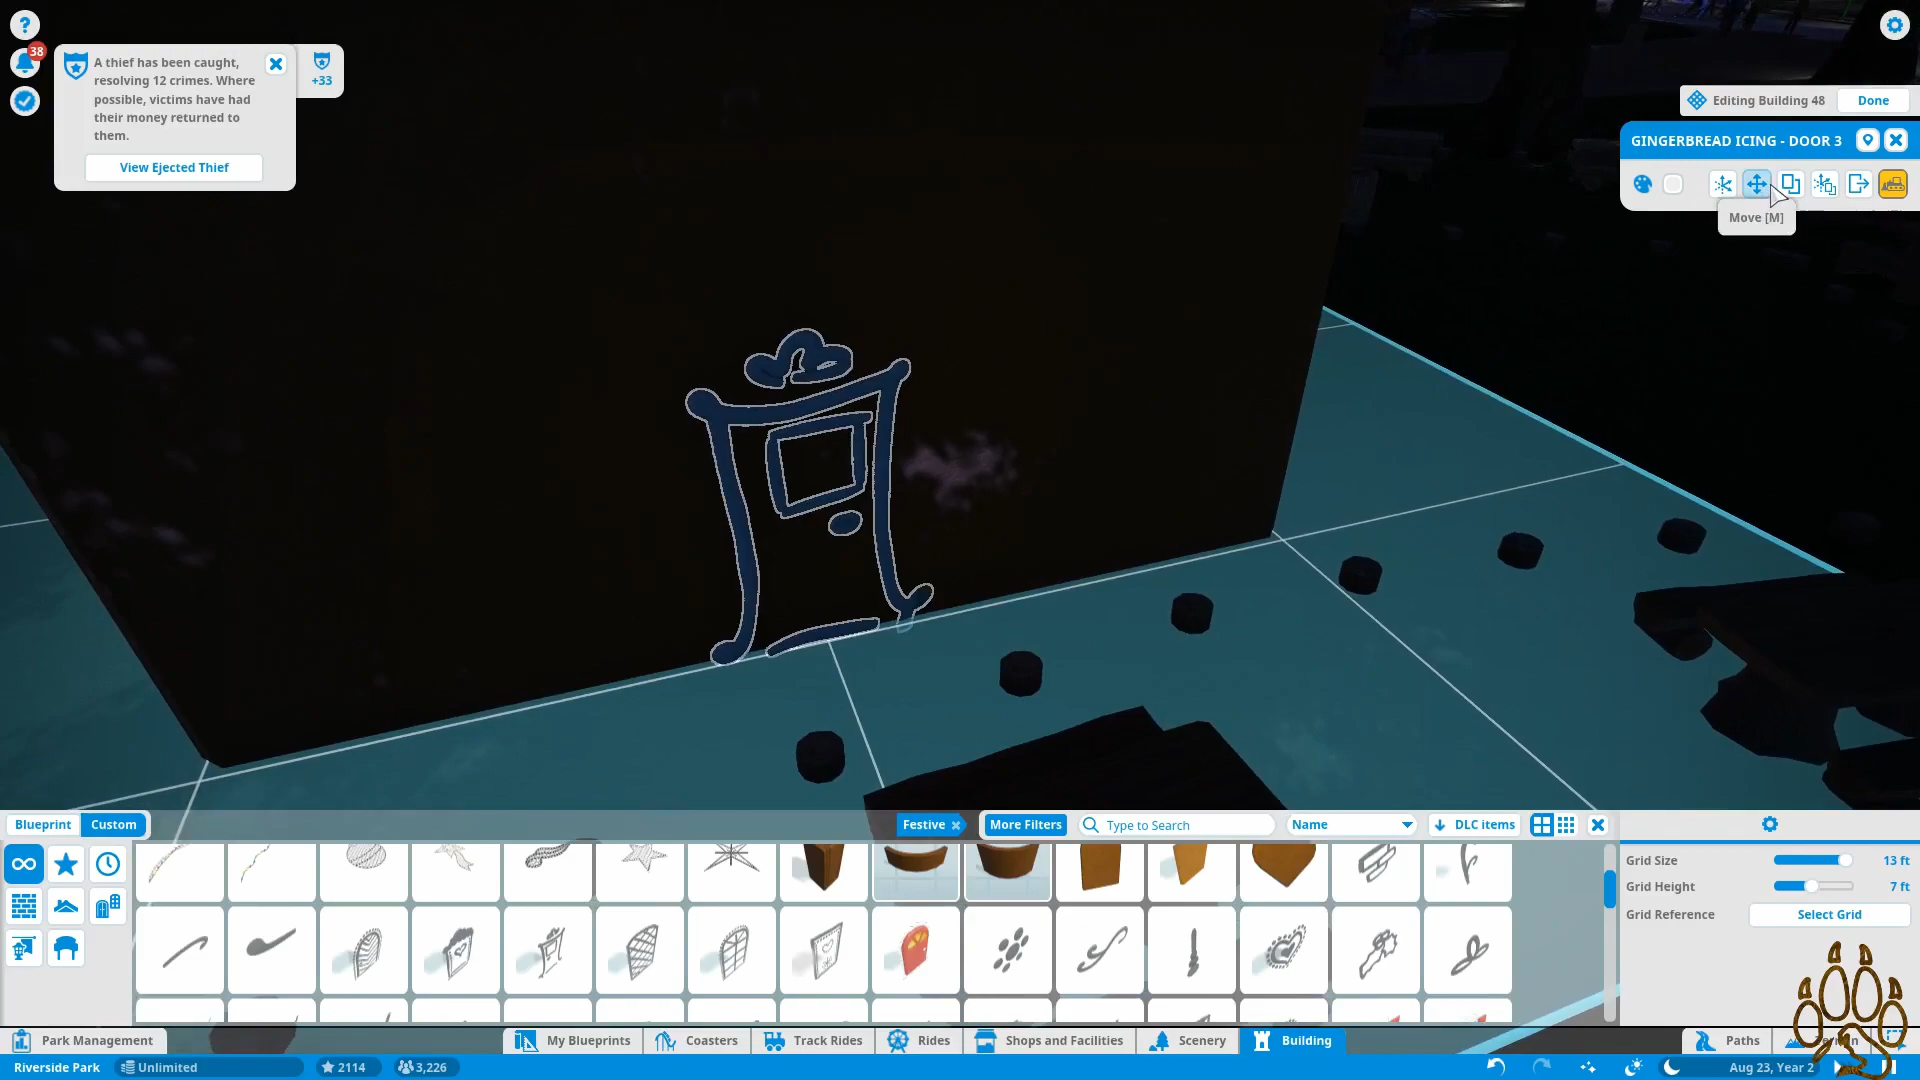 ?
38
A thief has been caught,
resolving 12 crimes. Where
possible, victims have had
their money returned to
them.
View Ejected Thief
+33
Editing Building 48
Done
GINGERBREAD ICING - DOOR 3
Move [M]
Blueprint
Custom
Festive
More Filters
Type to Search
Name
DLC items
Grid Size
13 ft
Grid Height
7 ft
Grid Reference
Select Grid
Park Management
My Blueprints
Coasters
Track Rides
Rides
Shops and Facilities
Scenery
Building
Paths
Riverside Park
Unlimited
2114
3,226
Aug 23, Year 2